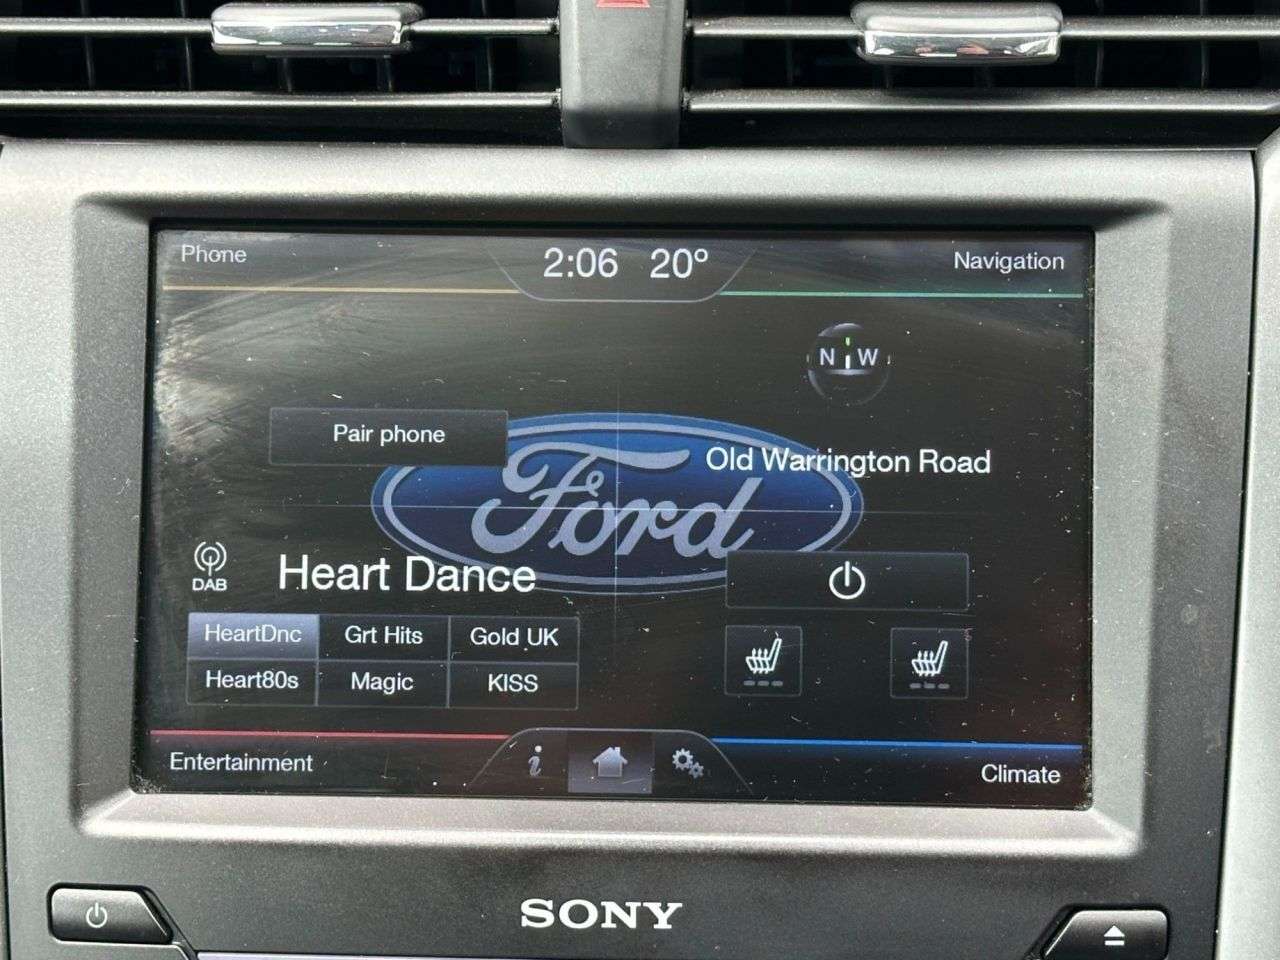 Phone
2:06 20°
Navigation
N W
Pair phone
Ford
Old Warrington Road
DAB
Heart Dance
HeartDnc Grt Hits Gold UK
Heart80s Magic KISS
Entertainment
i
Climate
SONY